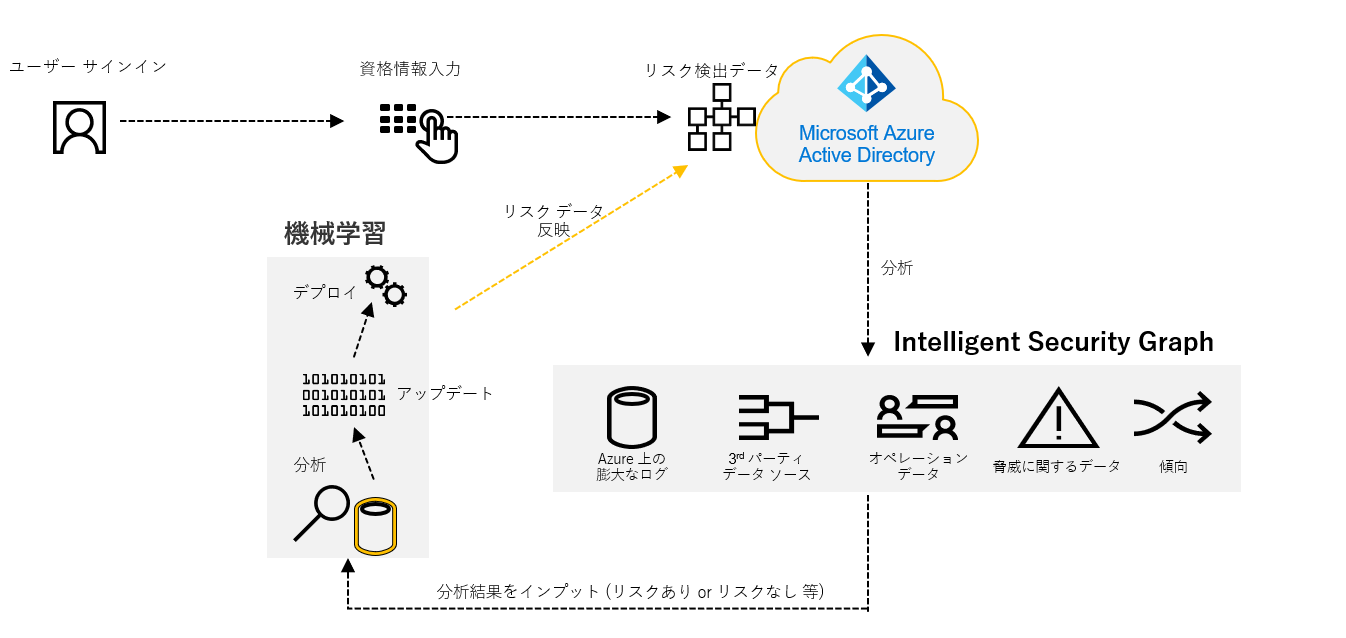 ユーザー サインイン
資格情報入力
リスク検出データ
Microsoft Azure
Active Directory
リスク データ
反映
分析
機械学習
デプロイ
アップデート
分析
Intelligent Security Graph
Azure 上の
膨大なログ
3rd パーティ
データ ソース
オペレーション
データ
脅威に関するデータ
傾向
101010101
001010101
101010100
分析結果をインプット (リスクあり or リスクなし 等)